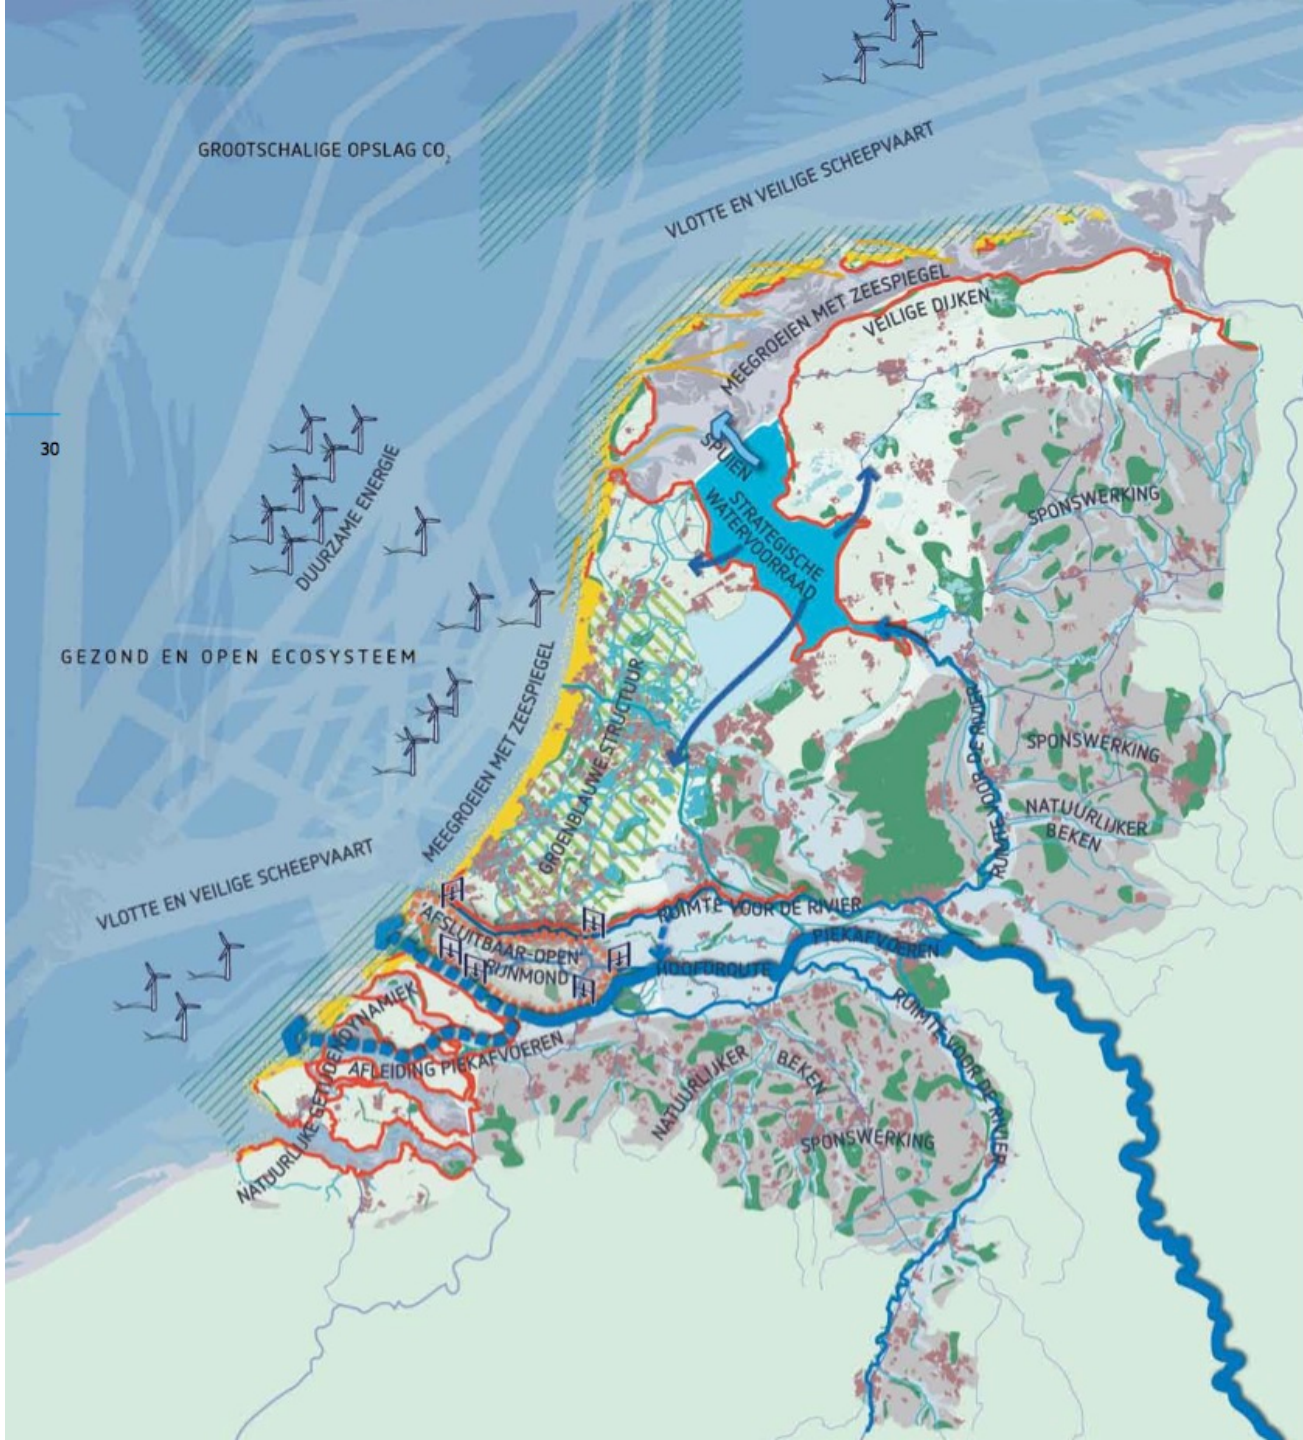 GROOTSCHALIGE OPSLAG CO₂
VLOTTE EN VEILIGE SCHEEPVAART
MEEGROEIEN MET ZEESPIEGEL
VEILIGE DIJKEN
30
DUURZAME ENERGIE
SPUIEN
STRATEGISCHE
WATERVOORRAAD
SPONSWERKING
GEZOND EN OPEN ECOSYSTEEM
MEEGROEIEN MET ZEESPIEGEL
GROENBLAUWE STRUCTUUR
RUIMTE VOOR DE RIVIER
SPONSWERKING
NATUURLIJKER
BEKEN
VLOTTE EN VEILIGE SCHEEPVAART
RUIMTE VOOR DE RIVIER
AFSLUITBAAR-OPEN
RIJNMOND
PIEKAFVOEREN
HOOFDROUTE
RUIMTE VOOR DE RIVIER
NATUURLIJKE GETIJDENDYNAMIEK
AFLEIDING PIEKAFVOEREN
NATUURLIJKER
BEKEN
SPONSWERKING